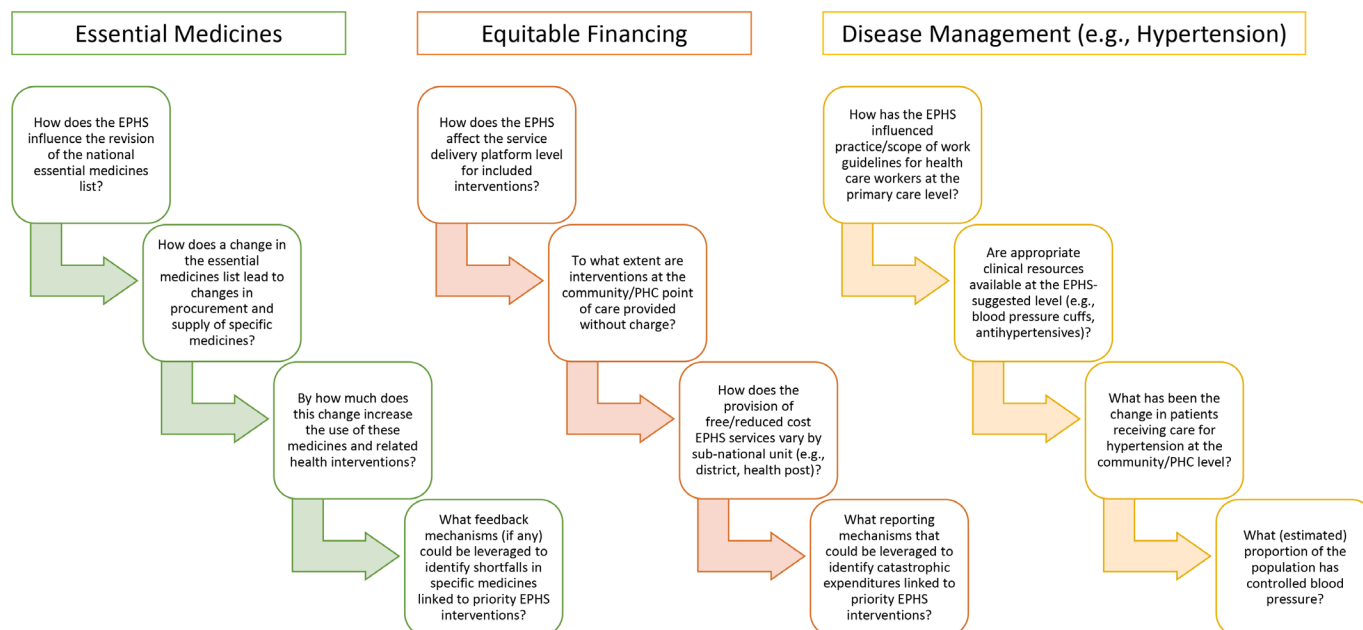 Essential Medicines
How does the EPHS
influence the revision
of the national
essential medicines
list?
How does a change in
the essential
medicines list lead to
changes in
procurement and
supply of specific
medicines?
By how much does
this change increase
the use of these
medicines and related
health interventions?
What feedback
mechanisms (if any)
could be leveraged to
identify shortfalls in
specific medicines
linked to priority EPHS
interventions?
Equitable Financing
How does the EPHS
affect the service
delivery platform level
for included
interventions?
To what extent are
interventions at the
community/PHC point
of care provided
without charge?
How does the
provision of
free/reduced cost
EPHS services vary by
sub-national unit (e.g.,
district, health post)?
What reporting
mechanisms that
could be leveraged to
identify catastrophic
expenditures linked to
priority EPHS
interventions?
Disease Management (e.g., Hypertension)
How has the EPHS
influenced
practice/scope of work
guidelines for health
care workers at the
primary care level?
Are appropriate
clinical resources
available at the EPHS-
suggested level (e.g.,
blood pressure cuffs,
antihypertensives)?
What has been the
change in patients
receiving care for
hypertension at the
community/PHC level?
What (estimated)
proportion of the
population has
controlled blood
pressure?